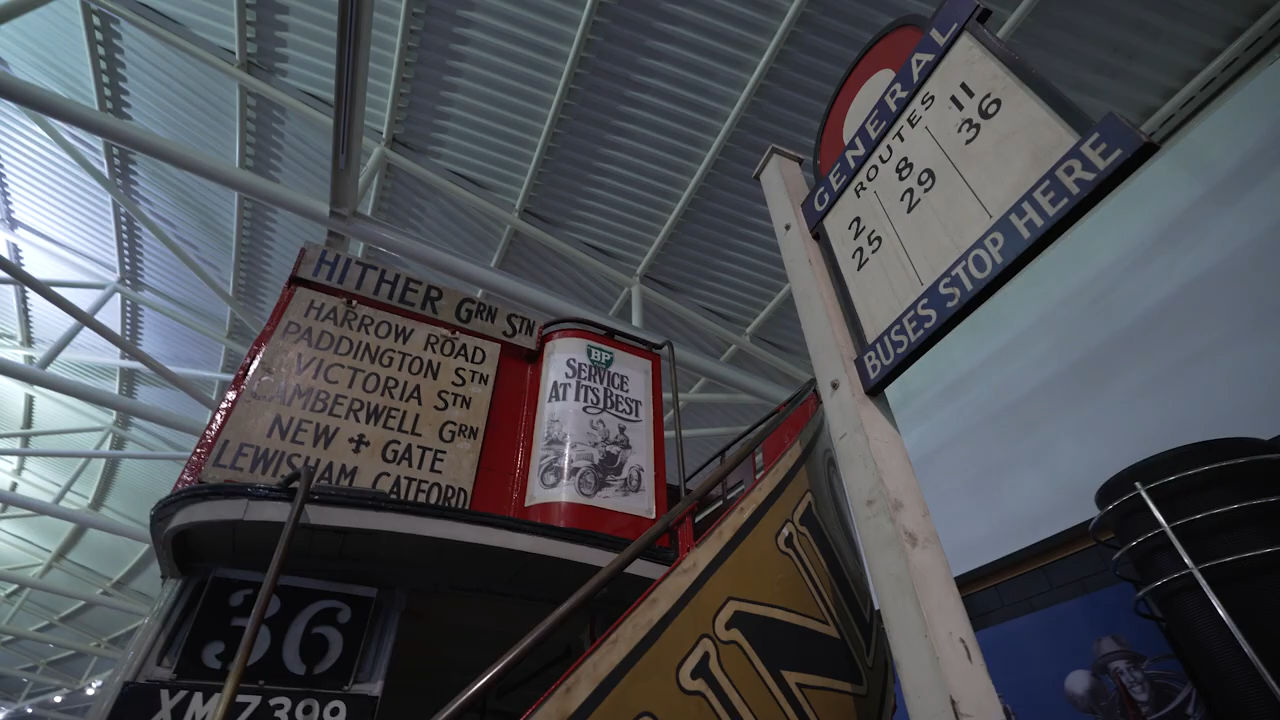 HITHER GRN STN
HARROW ROAD
PADDINGTON STN
VICTORIA STN
CAMBERWELL GRN
NEW + GATE
LEWISHAM CATFORD
BP
SERVICE
AT ITS BEST
36
XM 7399
GENERAL
ROUTES
2 8 11
25 29 36
BUSES STOP HERE